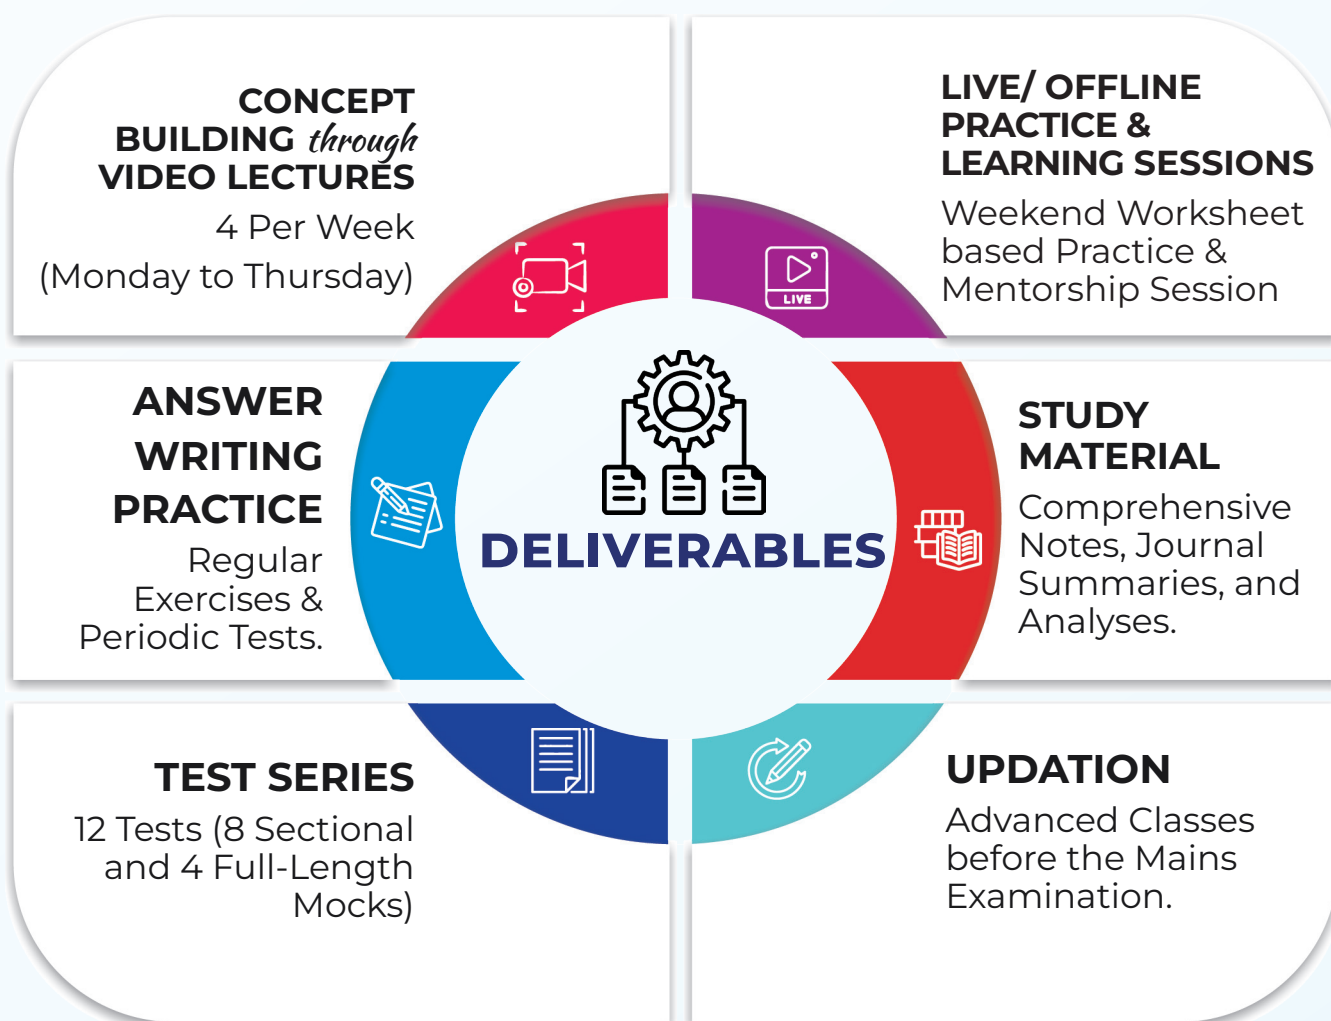 CONCEPT
BUILDING through
VIDEO LECTURES
4 Per Week
(Monday to Thursday)
LIVE/ OFFLINE
PRACTICE &
LEARNING SESSIONS
Weekend Worksheet
based Practice &
Mentorship Session
LIVE
ANSWER
WRITING
PRACTICE
Regular
Exercises &
Periodic Tests.
DELIVERABLES
STUDY
MATERIAL
Comprehensive
Notes, Journal
Summaries, and
Analyses.
TEST SERIES
12 Tests (8 Sectional
and 4 Full-Length
Mocks)
UPDATION
Advanced Classes
before the Mains
Examination.